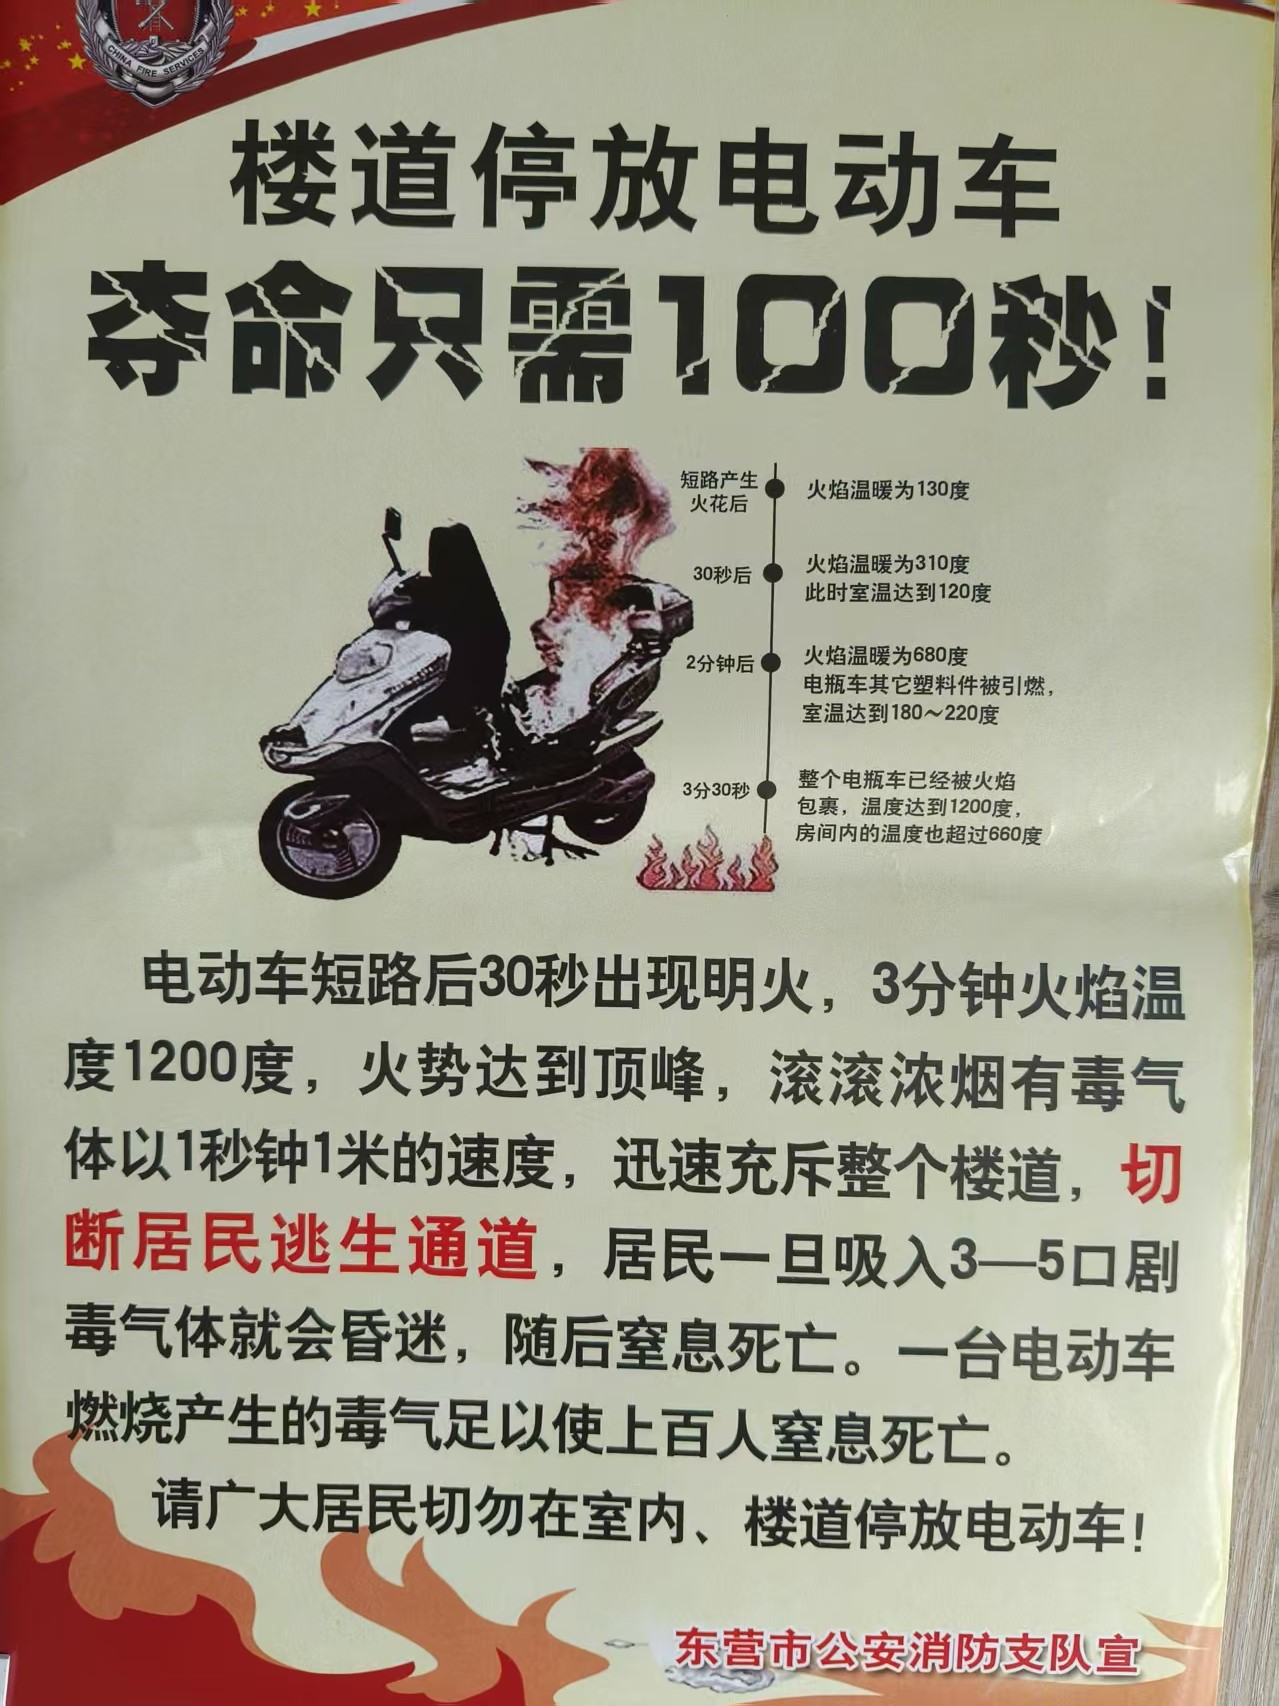 CHINA FIRE SERVICES
楼道停放电动车
夺命只需100秒!
短路产生
火花后
火焰温暖为130度
30秒后
火焰温暖为310度
此时室温达到120度
2分钟后
火焰温暖为680度
电瓶车其它塑料件被引燃,
室温达到180～220度
3分30秒
整个电瓶车已经被火焰
包裹，温度达到1200度,
房间内的温度也超过660度
电动车短路后30秒出现明火，3分钟火焰温
度1200度，火势达到顶峰，滚滚浓烟有毒气
体以1秒钟1米的速度，迅速充斥整个楼道，切
断居民逃生通道，居民一旦吸入3—5口剧
毒气体就会昏迷，随后窒息死亡。一台电动车
燃烧产生的毒气足以使上百人窒息死亡。
请广大居民切勿在室内、楼道停放电动车!
东营市公安消防支队宣